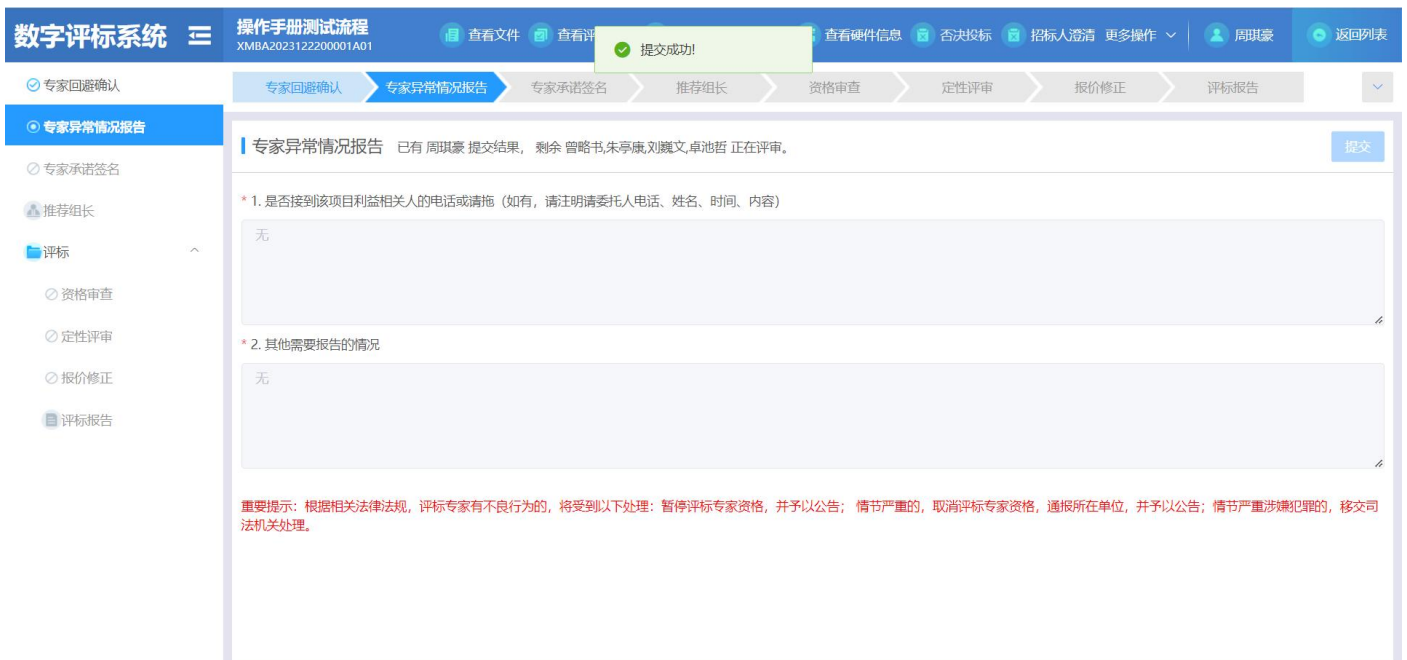 数字评标系统
操作手册测试流程
XMBA2023122200001A01
查看文件
查看评
提交成功!
查看硬件信息
否决投标
招标人澄清
更多操作
周琪豪
返回列表
专家回避确认
专家异常情况报告
专家承诺签名
推荐组长
评标
资格审查
定性评审
报价修正
评标报告
专家回避确认
专家异常情况报告
专家承诺签名
推荐组长
资格审查
定性评审
报价修正
评标报告
专家异常情况报告 已有 周琪豪 提交结果， 剩余 曾略书,朱亭康,刘巍文,卓池哲 正在评审。
提交
* 1. 是否接到该项目利益相关人的电话或请拖（如有，请注明请委托人电话、姓名、时间、内容）
无
* 2. 其他需要报告的情况
无
重要提示：根据相关法律法规，评标专家有不良行为的，将受到以下处理：暂停评标专家资格，并予以公告； 情节严重的，取消评标专家资格，通报所在单位，并予以公告；情节严重涉嫌犯罪的，移交司
法机关处理。